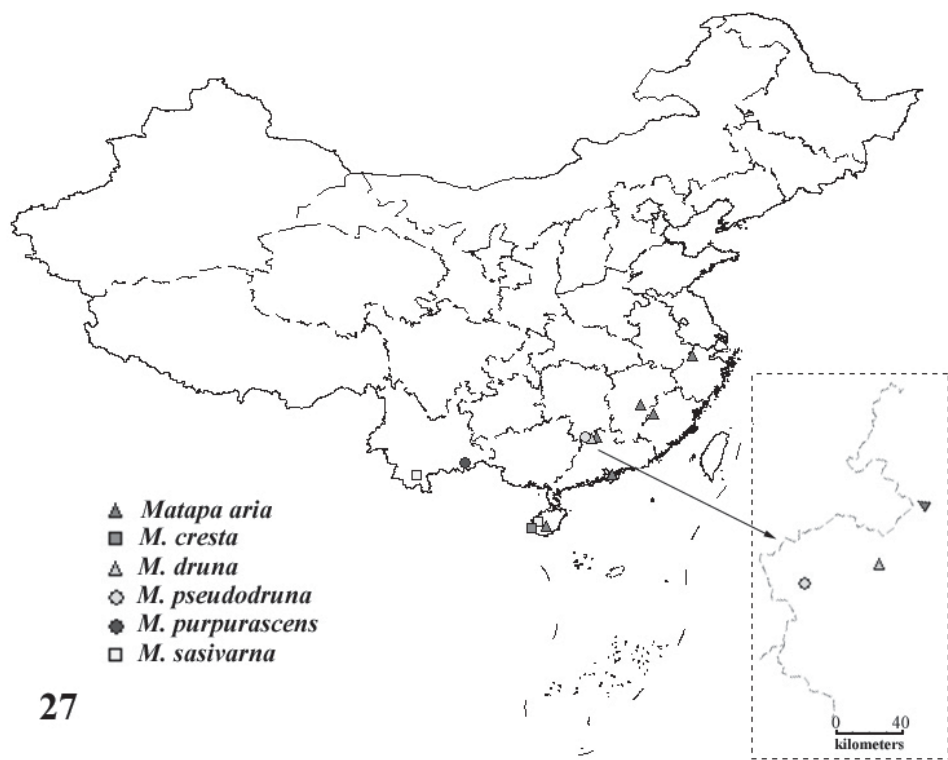 Matapa aria
M. cresta
M. druna
M. pseudodruna
M. purpurascens
M. sasivarna
27
0 40
kilometers